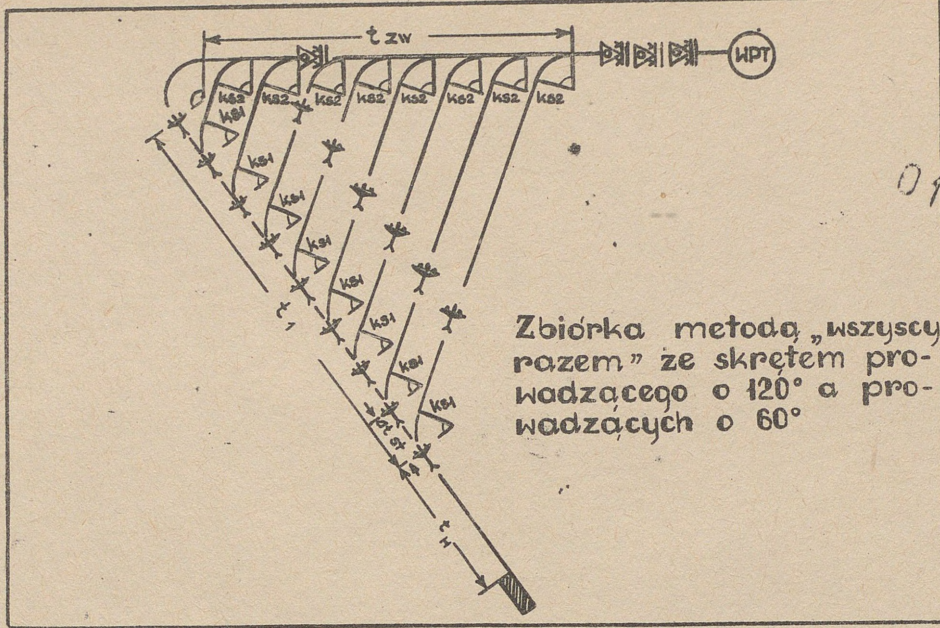 t zw
WPT
ks2 ks2 ks2 ks2 ks2 ks2 ks2 ks2
ks1
ks1
ks1
ks1
ks1
ks1
ks1
ks1
t₁
Zbiórka metodą „wszyscy
razem” ze skrętem pro-
wadzącego o 120° a pro-
wadzących o 60°